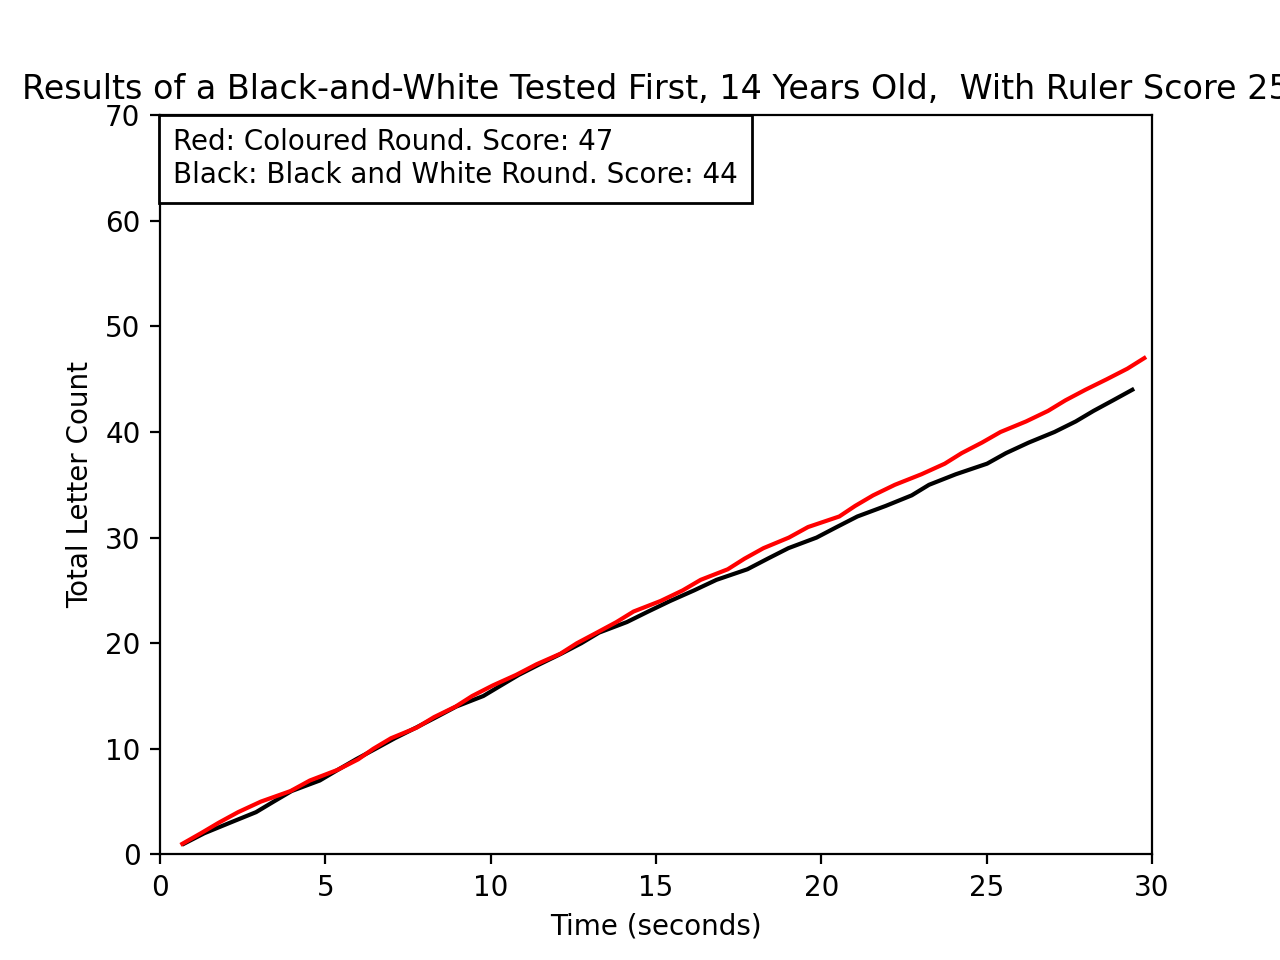 Results of a Black-and-White Tested First, 14 Years Old,  With Ruler Score 25
70
Red: Coloured Round. Score: 47
Black: Black and White Round. Score: 44
60
50
40
30
20
10
0
Total Letter Count
0 5 10 15 20 25 30
Time (seconds)